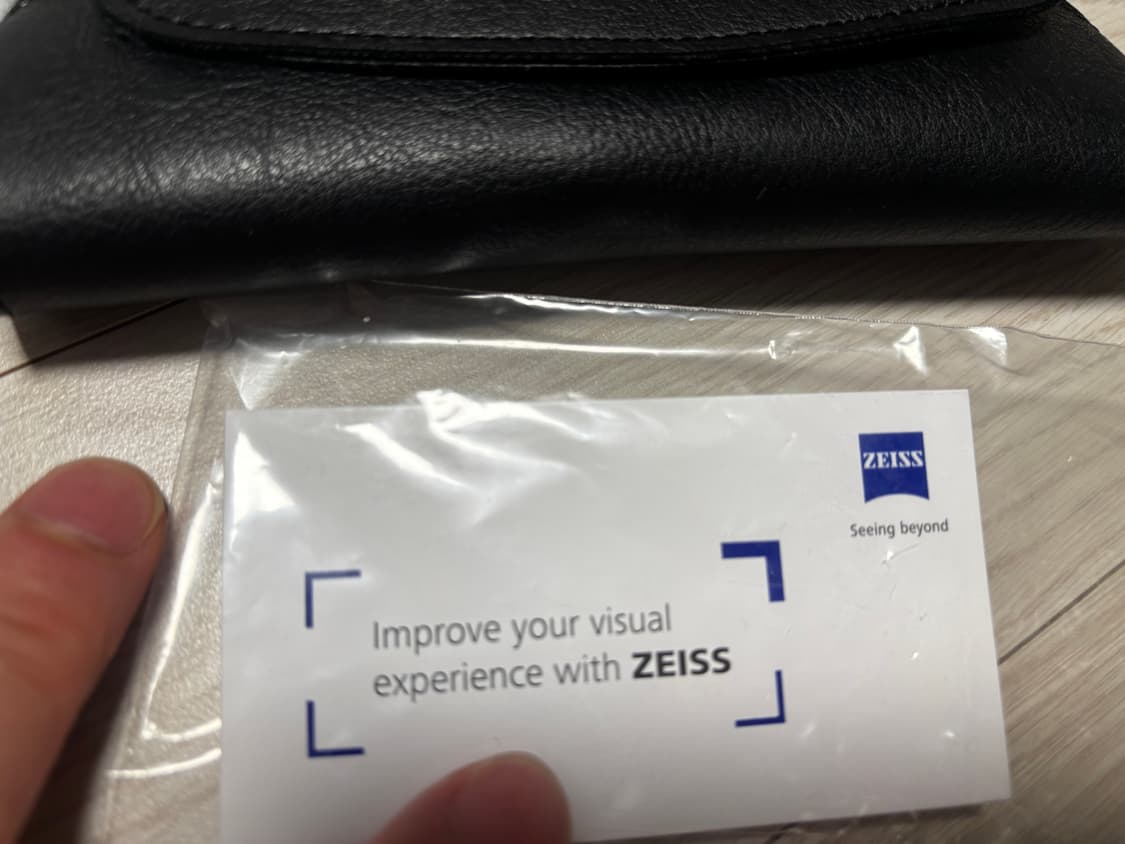 ZEISS
Seeing beyond
Improve your visual
experience with ZEISS